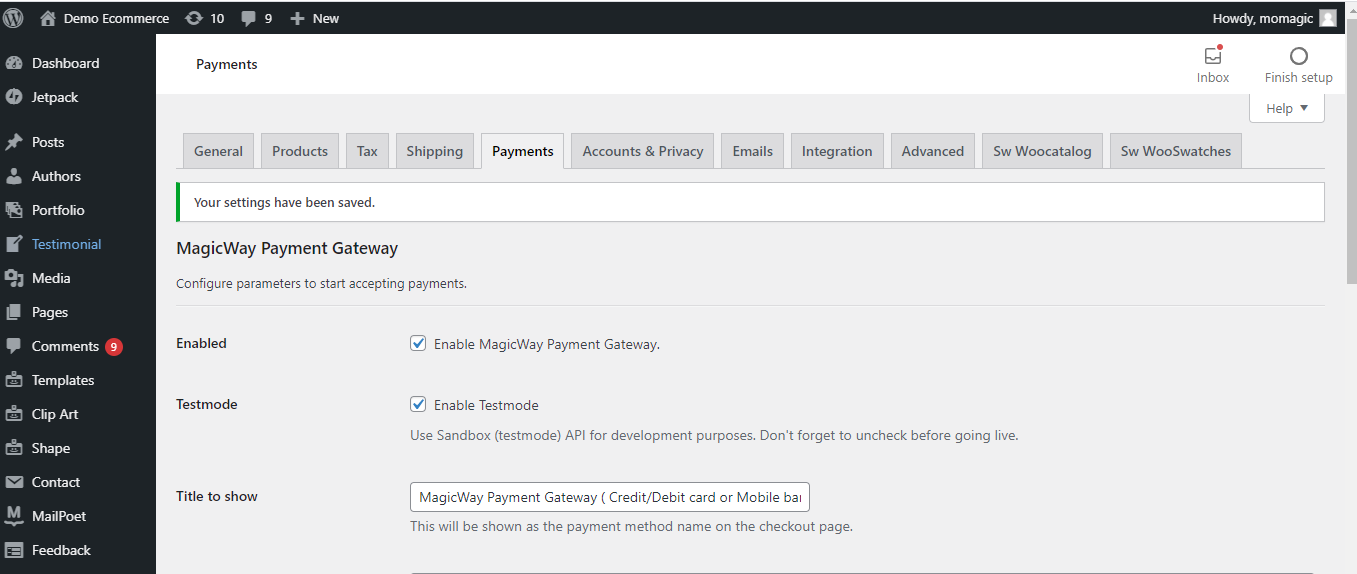 Demo Ecommerce 10 9 New Howdy, momagic
Dashboard
Jetpack
Posts
Authors
Portfolio
Testimonial
Media
Pages
Comments 9
Templates
Clip Art
Shape
Contact
MailPoet
Feedback
Payments
Inbox Finish setup
Help
General Products Tax Shipping Payments Accounts & Privacy Emails Integration Advanced Sw Woocatalog Sw WooSwatches
Your settings have been saved.
MagicWay Payment Gateway
Configure parameters to start accepting payments.
Enabled Enable MagicWay Payment Gateway.
Testmode Enable Testmode
Use Sandbox (testmode) API for development purposes. Don't forget to uncheck before going live.
Title to show MagicWay Payment Gateway ( Credit/Debit card or Mobile ba
This will be shown as the payment method name on the checkout page.